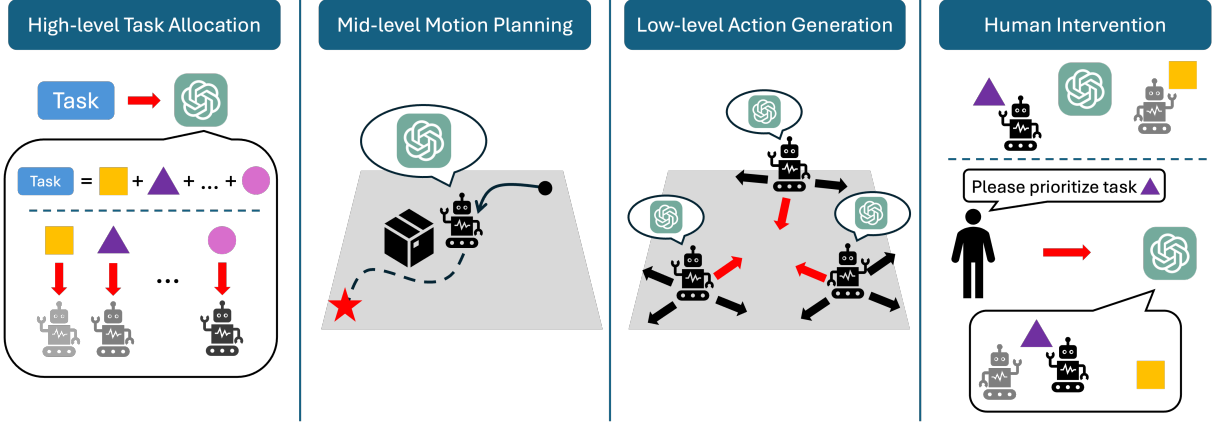 High-level Task Allocation
Mid-level Motion Planning
Low-level Action Generation
Human Intervention
Task
Task = + + ... +
...
Please prioritize task